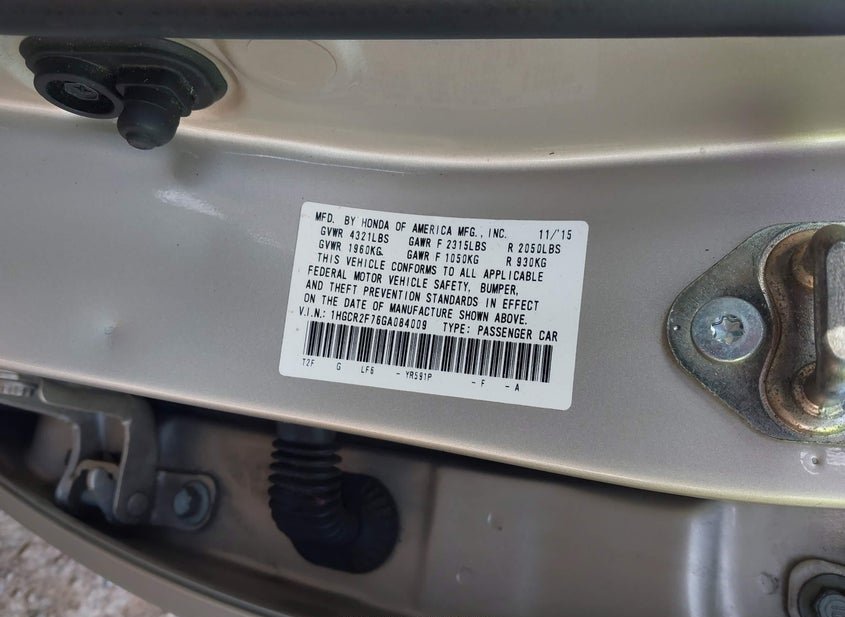 MFD. BY HONDA OF AMERICA MFG., INC. 11/'15
GVWR 4321LBS GAWR F 2315LBS R 2050LBS
GVWR 1960KG. GAWR F 1050KG R 930KG
THIS VEHICLE CONFORMS TO ALL APPLICABLE
FEDERAL MOTOR VEHICLE SAFETY, BUMPER,
AND THEFT PREVENTION STANDARDS IN EFFECT
ON THE DATE OF MANUFACTURE SHOWN ABOVE.
V.I.N.: 1HGCR2F76GA084009 TYPE: PASSENGER CAR
T2F G LF6 - YR591P - F - A